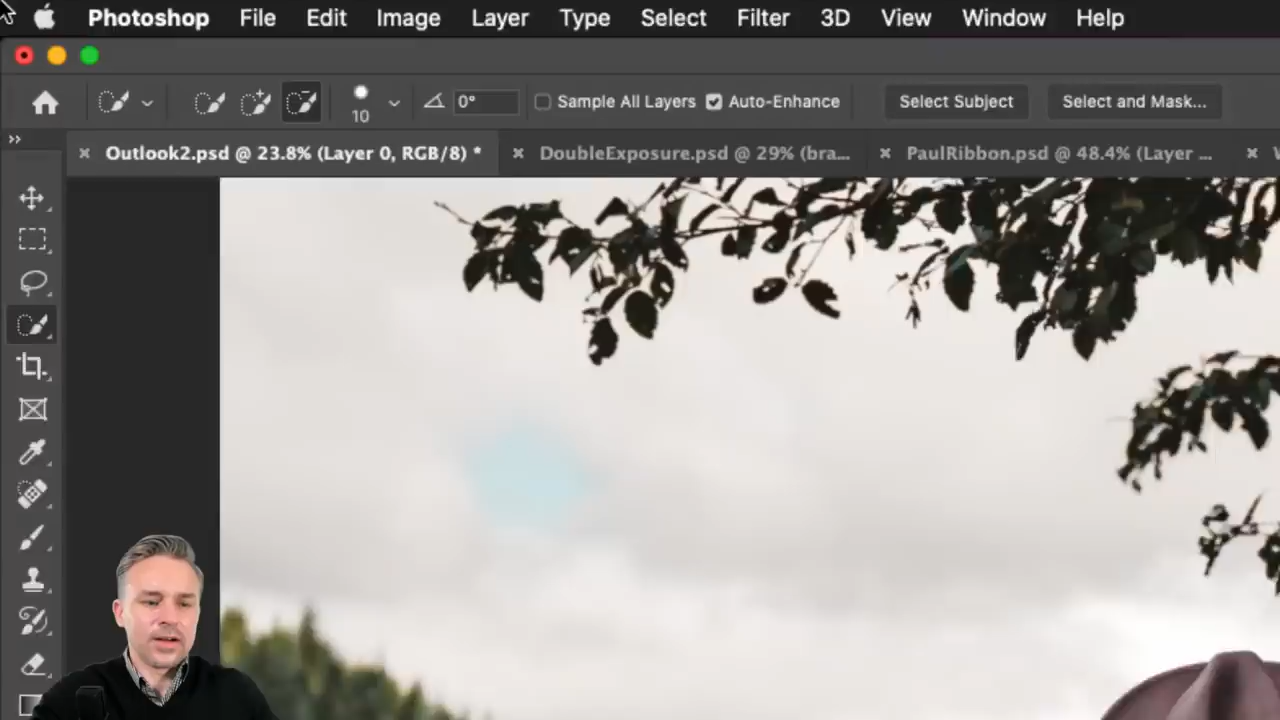 Photoshop File Edit Image Layer Type Select Filter 3D View Window Help
10 0° Sample All Layers Auto-Enhance Select Subject Select and Mask...
Outlook2.psd @ 23.8% (Layer 0, RGB/8) * DoubleExposure.psd @ 29% (bra... PaulRibbon.psd @ 48.4% (Layer ...